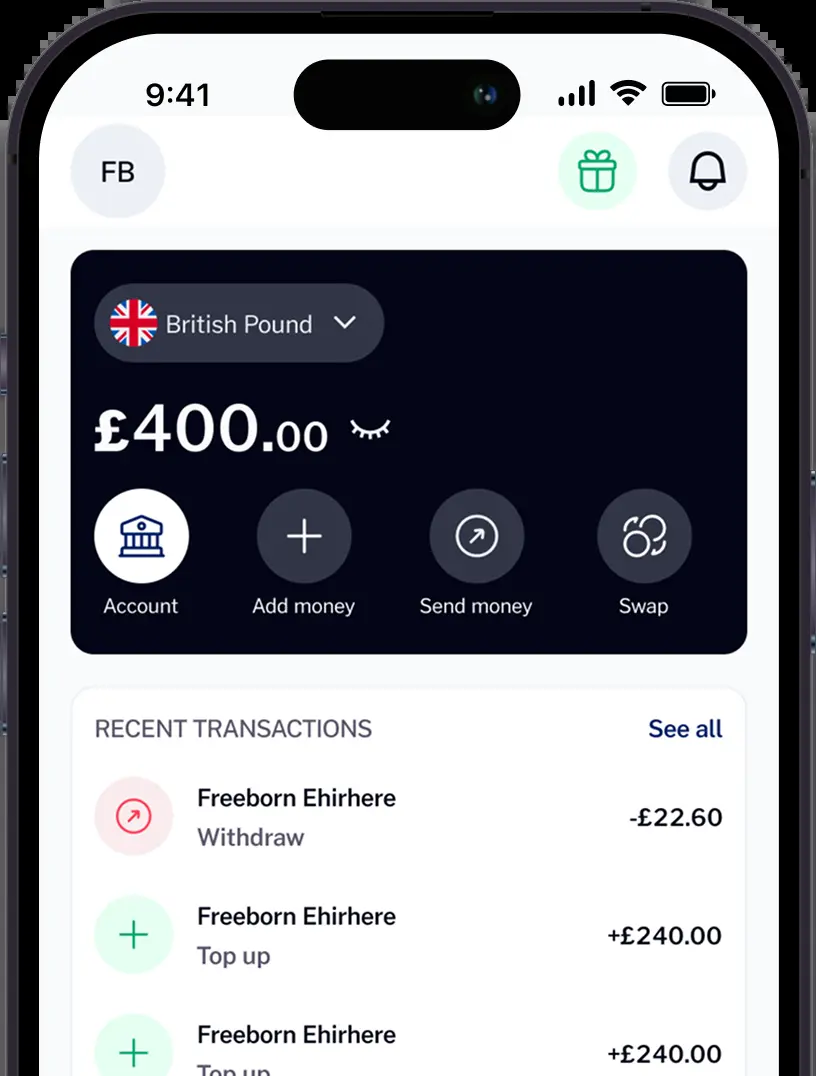 9:41
FB
British Pound
£400.00
Account
Add money
Send money
Swap
RECENT TRANSACTIONS See all
Freeborn Ehirhere
Withdraw
-£22.60
Freeborn Ehirhere
Top up
+£240.00
Freeborn Ehirhere
Top up
+£240.00